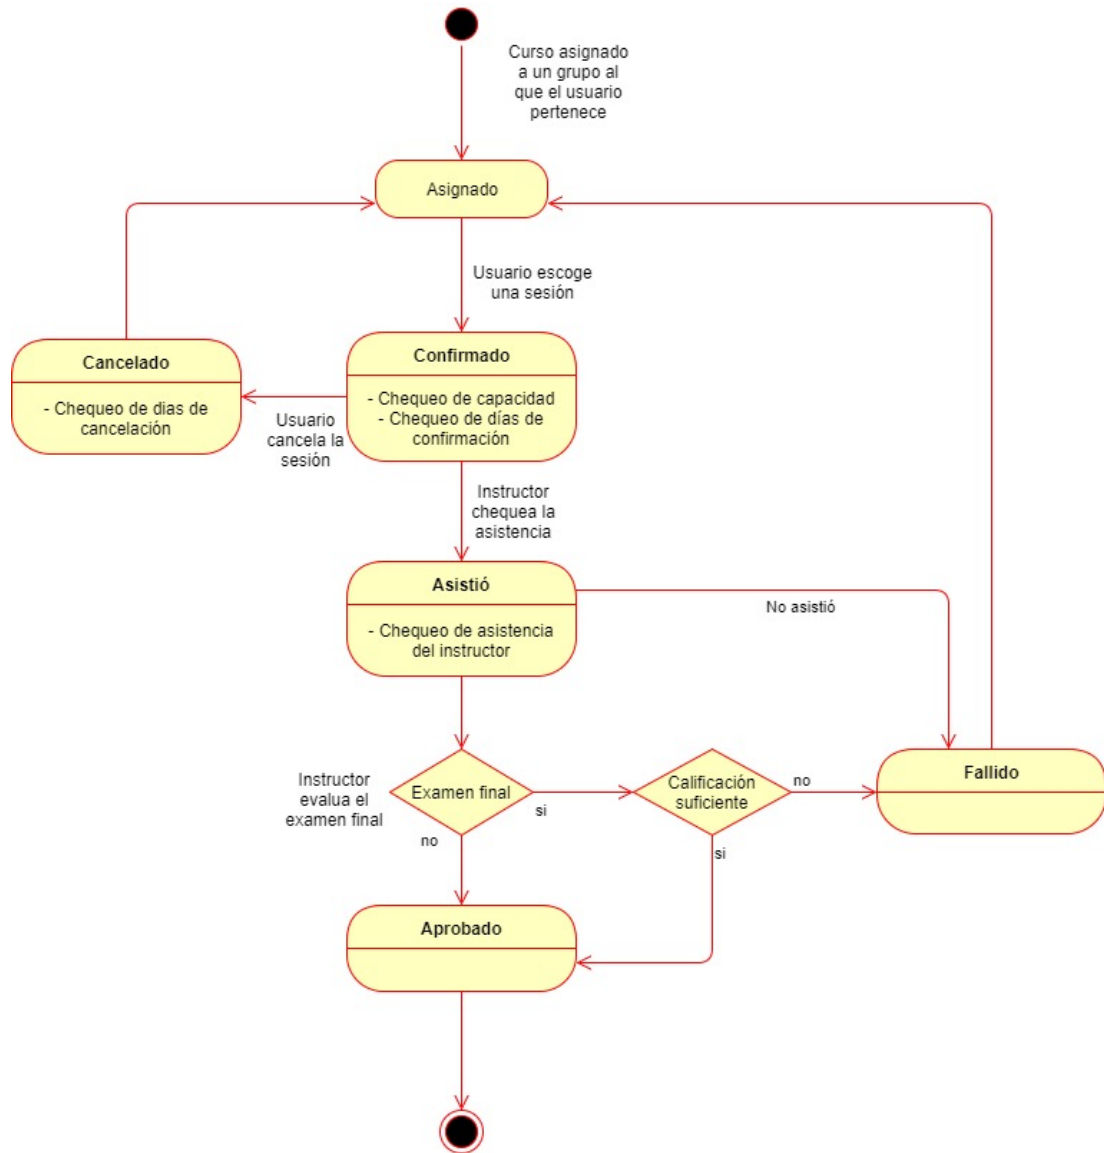 Curso asignado
a un grupo al
que el usuario
pertenece
Asignado
Usuario escoge
una sesión
Cancelado
- Chequeo de dias de
cancelación
Usuario
cancela la
sesión
Confirmado
- Chequeo de capacidad
- Chequeo de días de
confirmación
Instructor
chequea la
asistencia
Asistió
- Chequeo de asistencia
del instructor
No asistió
Instructor
evalua el
examen final
Examen final
si
no
Calificación
suficiente
no
si
Fallido
Aprobado